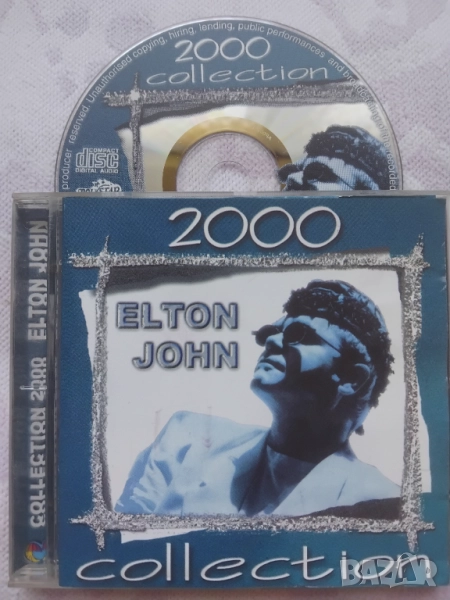 producer reserved. Unauthorised copying, hiring, lending, public performances and
2000
collection
COMPACT
disc
DIGITAL AUDIO
2000
ELTON
JOHN
collection
COLLECTION 2000 ELTON JOHN
BAZAR